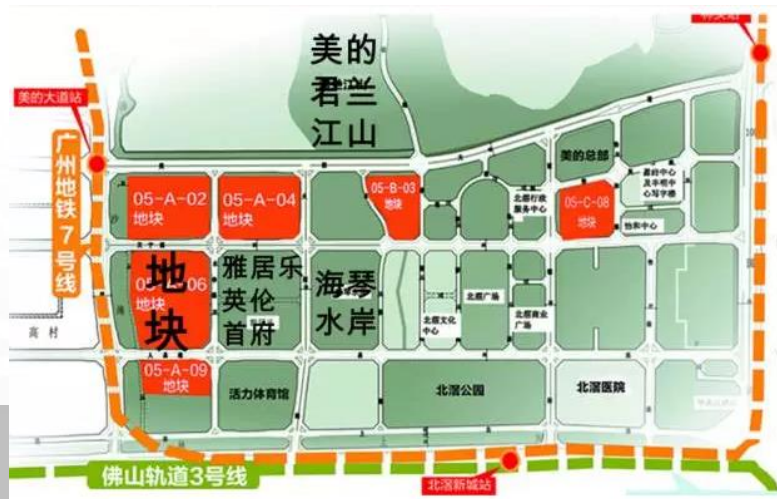 美的
君兰
江山
美的大道站
广州地铁7号线
05-A-02
地块
05-A-04
地块
05-B-03
地块
美的总部
05-C-08
地块
北滘行政
服务中心
怡和中心
地
块
05-A-06
地块
雅居乐
英伦
首府
海琴
水岸
北滘文化
中心
北滘广场
北滘商业
广场
高村
05-A-09
地块
活力体育馆
北滘公园
北滘医院
佛山轨道3号线
北滘新城站